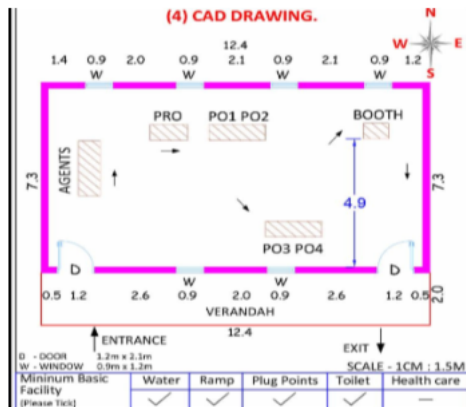 (4) CAD DRAWING.
N
W E
S
12.4
1.4 0.9 2.0 0.9 2.1 0.9 2.1 0.9 1.2
W W W W
PRO PO1 PO2 BOOTH
AGENTS
7.3 7.3
4.9
PO3 PO4
D D
W W
0.5 1.2 2.6 0.9 2.0 0.9 2.6 1.2 0.5
2.0
VERANDAH
12.4
ENTRANCE EXIT
D - DOOR 1.2m x 2.1m
W - WINDOW 0.9m x 1.2m
SCALE - 1CM : 1.5M
Mininum Basic Facility Water Ramp Plug Points Toilet Health care
[Please Tick]